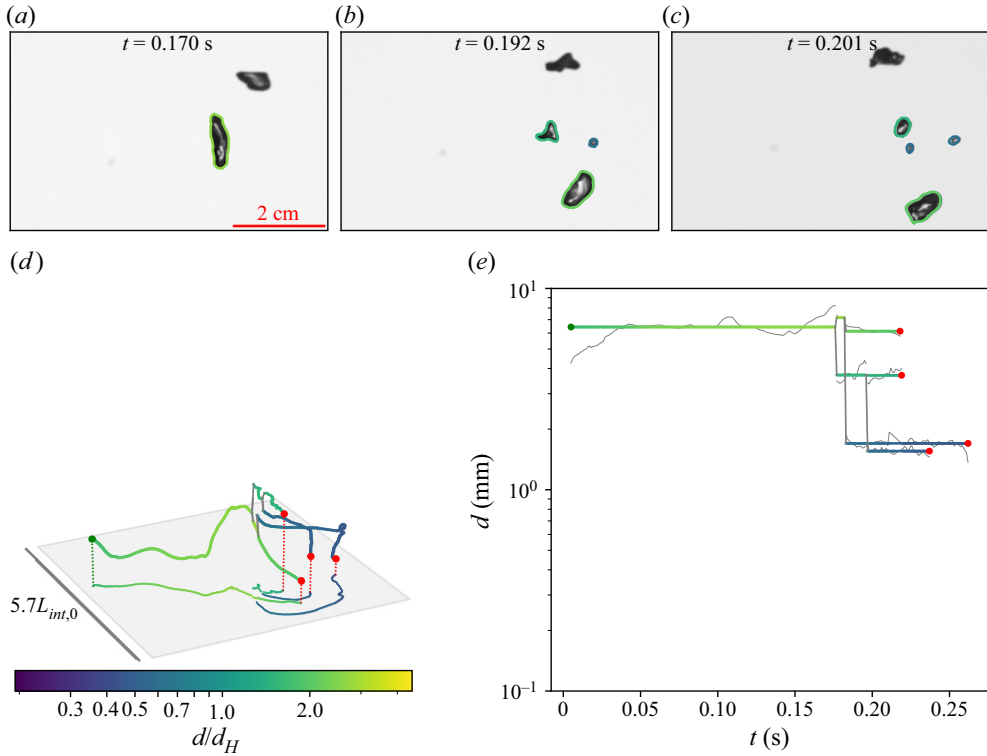 (a)
(b)
(c)
t = 0.170 s
t = 0.192 s
t = 0.201 s
2 cm
(d)
(e)
5.7L_{int,0}
0.3 0.4 0.5 0.7 1.0 2.0
d/d_H
10^1
10^0
10^{-1}
d (mm)
0 0.05 0.10 0.15 0.20 0.25
t (s)